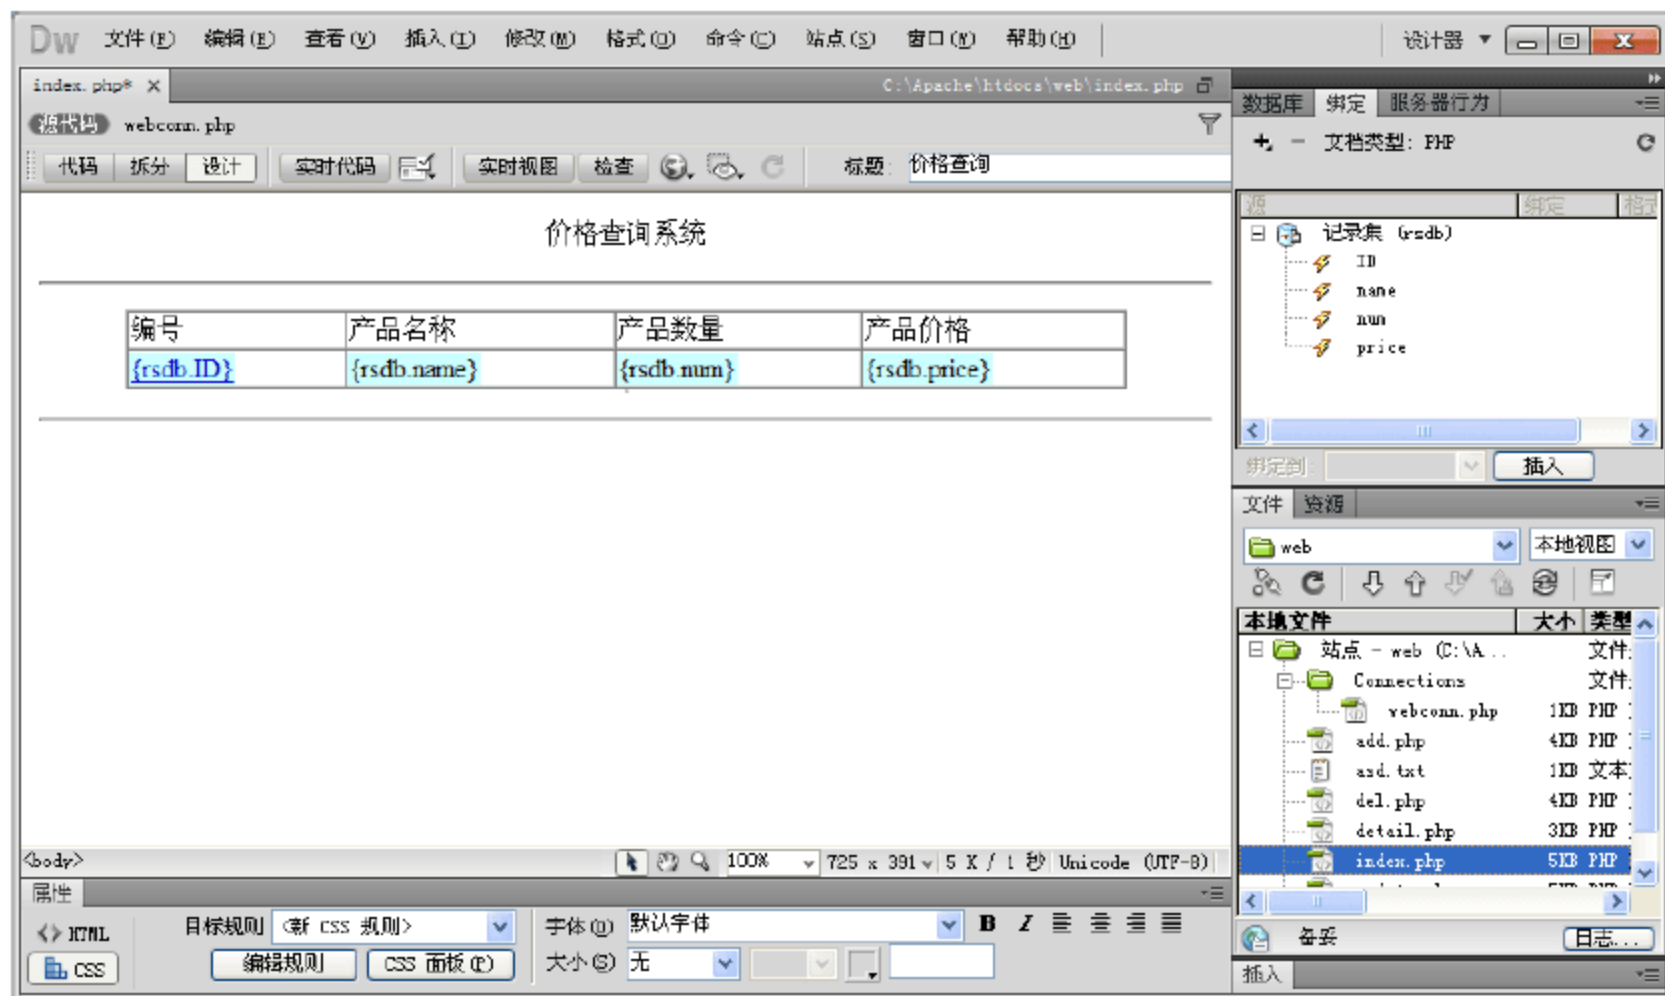 Dw 文件(F) 编辑(E) 查看(V) 插入(I) 修改(M) 格式(O) 命令(C) 站点(S) 窗口(W) 帮助(H) 设计器
index.php* × C:\Apache\htdocs\web\index.php
源代码 webconn.php
代码 拆分 设计 实时代码 实时视图 检查 标题: 价格查询
价格查询系统
编号 产品名称 产品数量 产品价格
{rsdb.ID} {rsdb.name} {rsdb.num} {rsdb.price}
<body> 100% 725 x 391 5 K / 1 秒 Unicode (UTF-8)
属性
<> HTML 目标规则 <新 CSS 规则> 字体(O) 默认字体 B I
CSS 编辑规则 CSS 面板(P) 大小(S) 无
数据库 绑定 服务器行为
+ - 文档类型: PHP
源 绑定 格式
记录集 (rsdb)
ID
name
num
price
绑定到: 插入
文件 资源
web 本地视图
本地文件 大小 类型
站点 - web (C:\A... 文件
Connections 文件
webconn.php 1KB PHP
add.php 4KB PHP
asd.txt 1KB 文本
del.php 4KB PHP
detail.php 3KB PHP
index.php 5KB PHP
备妥 日志...
插入